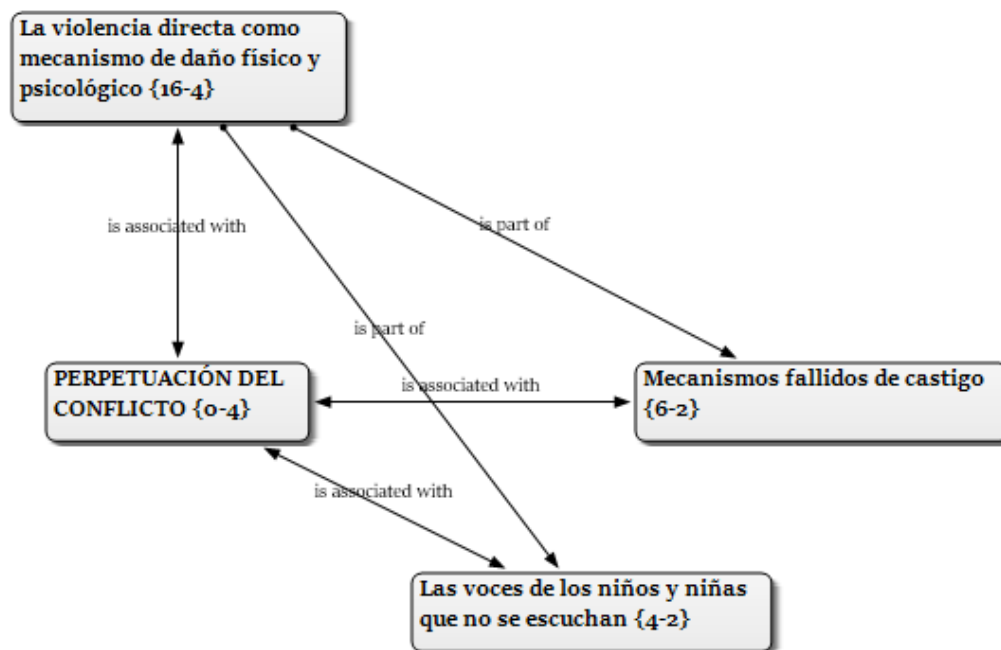 La violencia directa como
mecanismo de daño físico y
psicológico {16-4}
is associated with
is part of
is part of
PERPETUACIÓN DEL
CONFLICTO {0-4}
is associated with
Mecanismos fallidos de castigo
{6-2}
is associated with
Las voces de los niños y niñas
que no se escuchan {4-2}